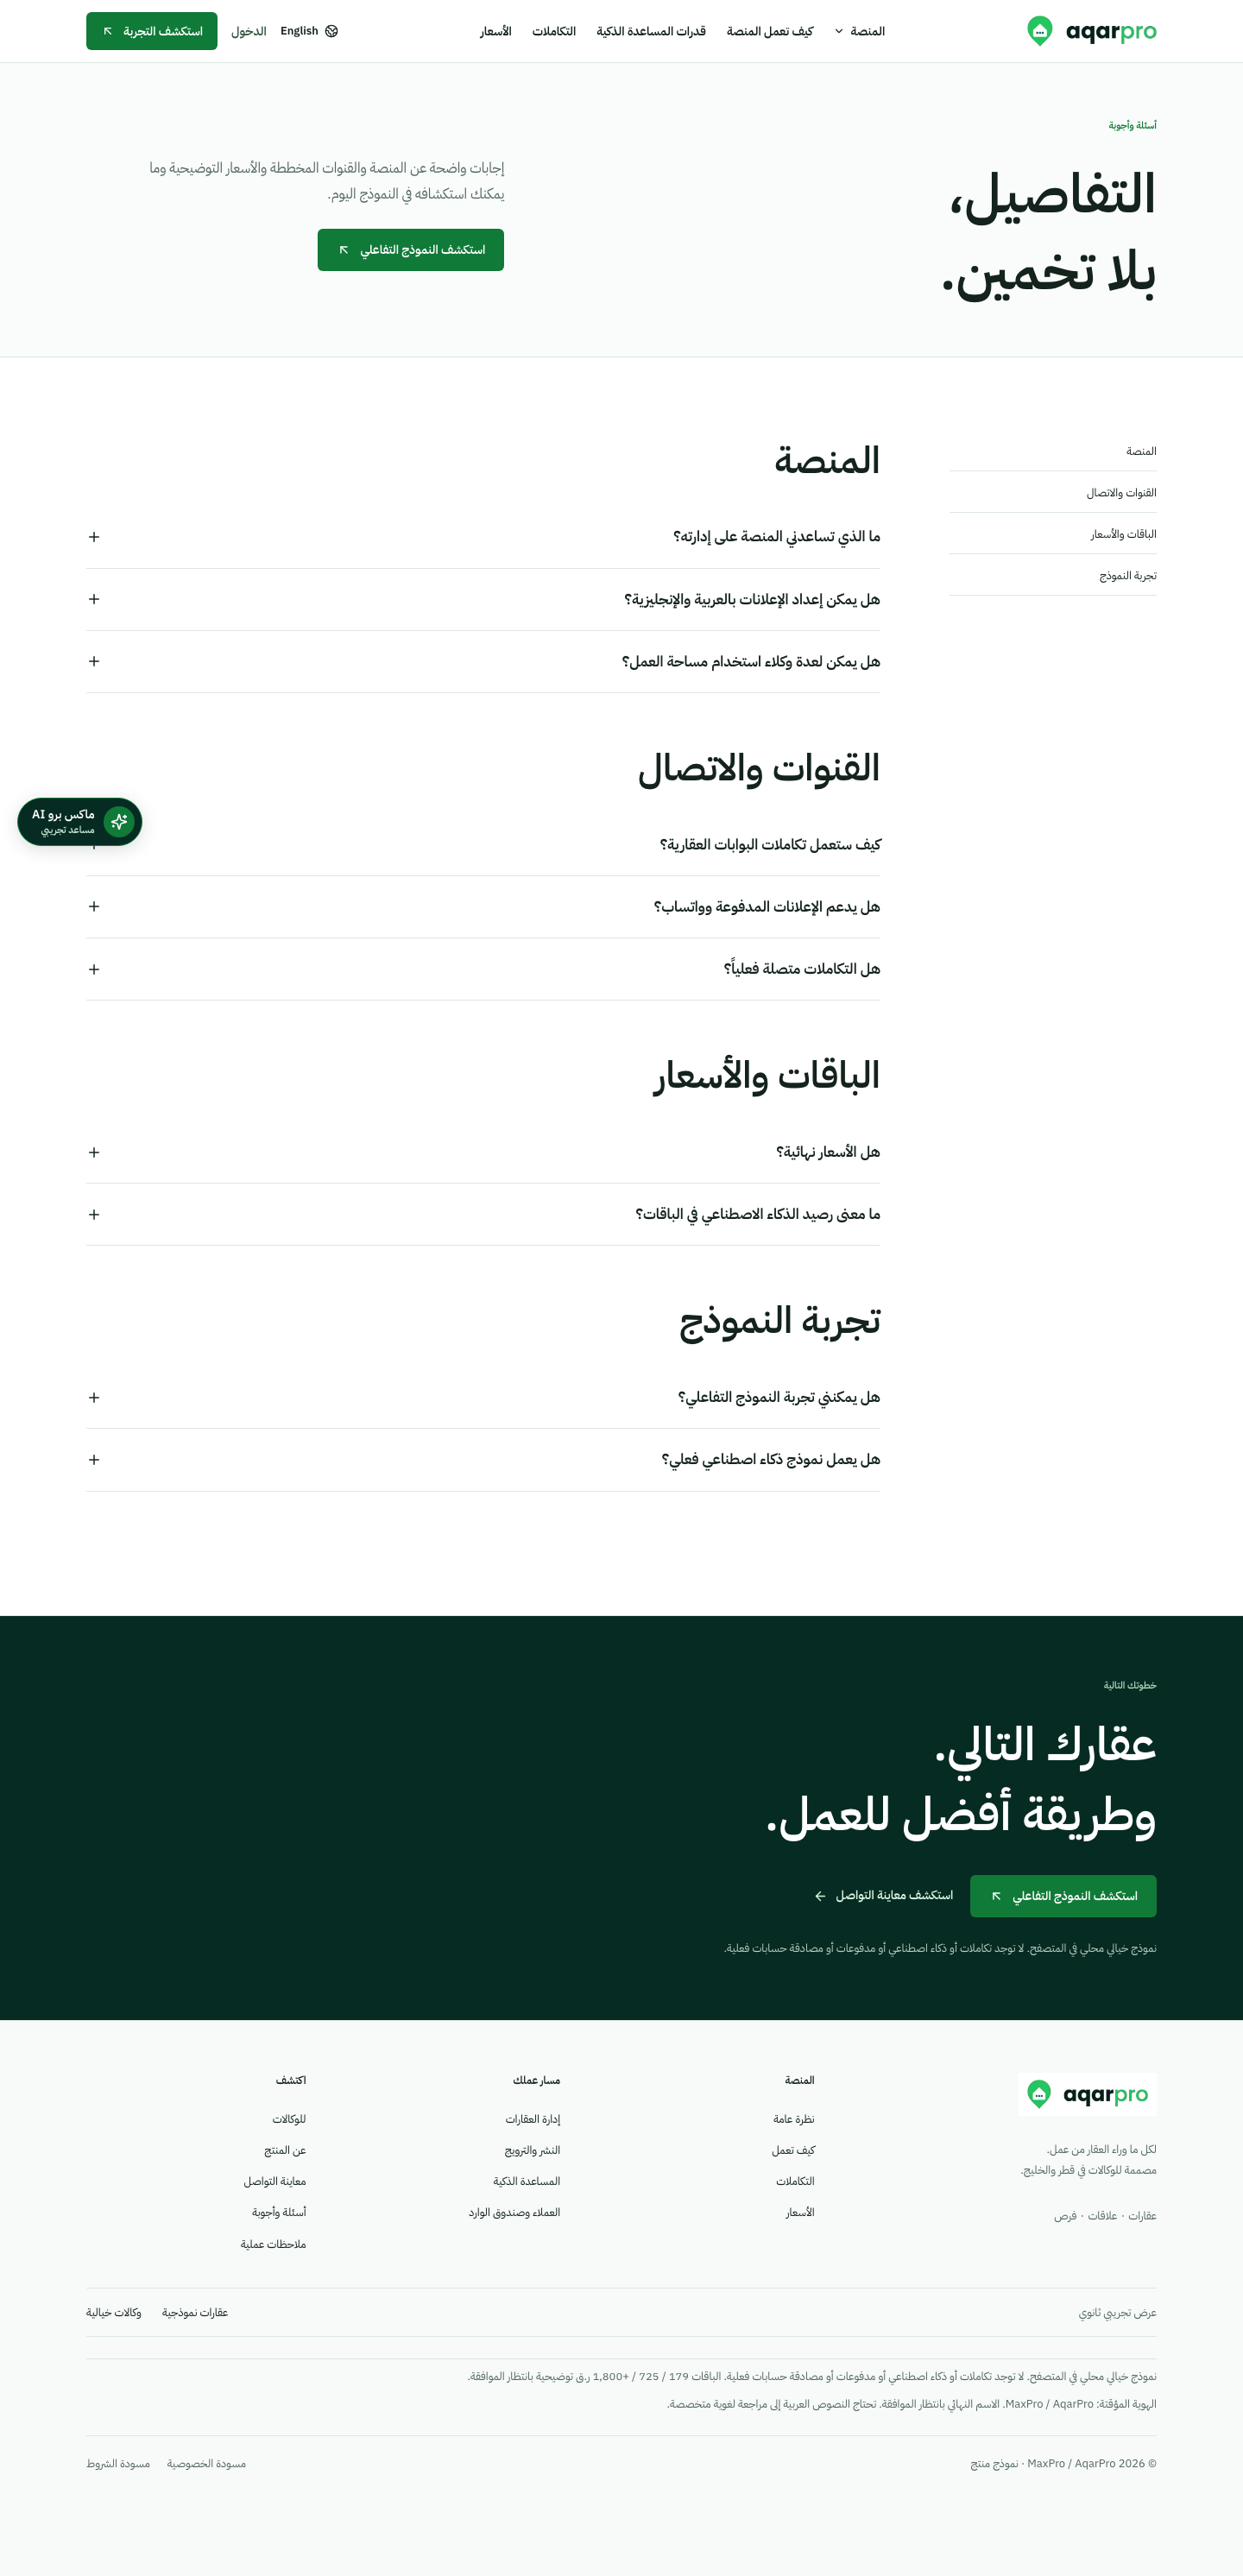 aqarpro
المنصة
كيف تعمل المنصة
قدرات المساعدة الذكية
التكاملات
الأسعار
English
الدخول
استكشف التجربة
أسئلة وأجوبة
التفاصيل،
بلا تخمين.
إجابات واضحة عن المنصة والقنوات المخططة والأسعار التوضيحية وما
يمكنك استكشافه في النموذج اليوم.
استكشف النموذج التفاعلي
المنصة
القنوات والاتصال
الباقات والأسعار
تجربة النموذج
المنصة
ما الذي تساعدني المنصة على إدارته؟
هل يمكن إعداد الإعلانات بالعربية والإنجليزية؟
هل يمكن لعدة وكلاء استخدام مساحة العمل؟
القنوات والاتصال
ماكس برو AI
مساعد تجريبي
كيف ستعمل تكاملات البوابات العقارية؟
هل يدعم الإعلانات المدفوعة وواتساب؟
هل التكاملات متصلة فعلياً؟
الباقات والأسعار
هل الأسعار نهائية؟
ما معنى رصيد الذكاء الاصطناعي في الباقات؟
تجربة النموذج
هل يمكنني تجربة النموذج التفاعلي؟
هل يعمل نموذج ذكاء اصطناعي فعلي؟
خطوتك التالية
عقارك التالي.
وطريقة أفضل للعمل.
استكشف النموذج التفاعلي
استكشف معاينة التواصل
نموذج خيالي محلي في المتصفح. لا توجد تكاملات أو ذكاء اصطناعي أو مدفوعات أو مصادقة حسابات فعلية.
aqarpro
لكل ما وراء العقار من عمل.
مصممة للوكالات في قطر والخليج.
عقارات · علاقات · فرص
المنصة
نظرة عامة
كيف تعمل
التكاملات
الأسعار
مسار عملك
إدارة العقارات
النشر والترويج
المساعدة الذكية
العملاء وصندوق الوارد
اكتشف
للوكالات
عن المنتج
معاينة التواصل
أسئلة وأجوبة
ملاحظات عملية
عرض تجريبي ثانوي
عقارات نموذجية
وكالات خيالية
نموذج خيالي محلي في المتصفح. لا توجد تكاملات أو ذكاء اصطناعي أو مدفوعات أو مصادقة حسابات فعلية. الباقات 179 / 725 / +1,800 ر.ق توضيحية بانتظار الموافقة.
الهوية المؤقتة: MaxPro / AqarPro. الاسم النهائي بانتظار الموافقة. تحتاج النصوص العربية إلى مراجعة لغوية متخصصة.
© 2026 MaxPro / AqarPro · نموذج منتج
مسودة الخصوصية
مسودة الشروط